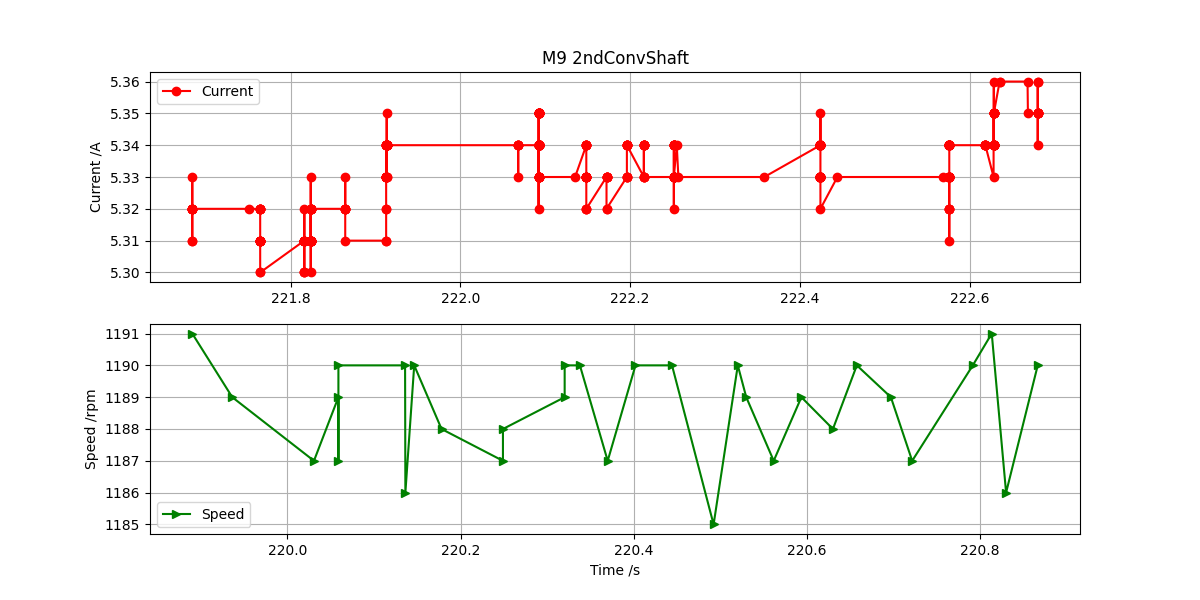 M9 2ndConvShaft
Current /A
5.36
5.35
5.34
5.33
5.32
5.31
5.30
Current
221.8 222.0 222.2 222.4 222.6
Speed /rpm
1191
1190
1189
1188
1187
1186
1185
Speed
220.0 220.2 220.4 220.6 220.8
Time /s